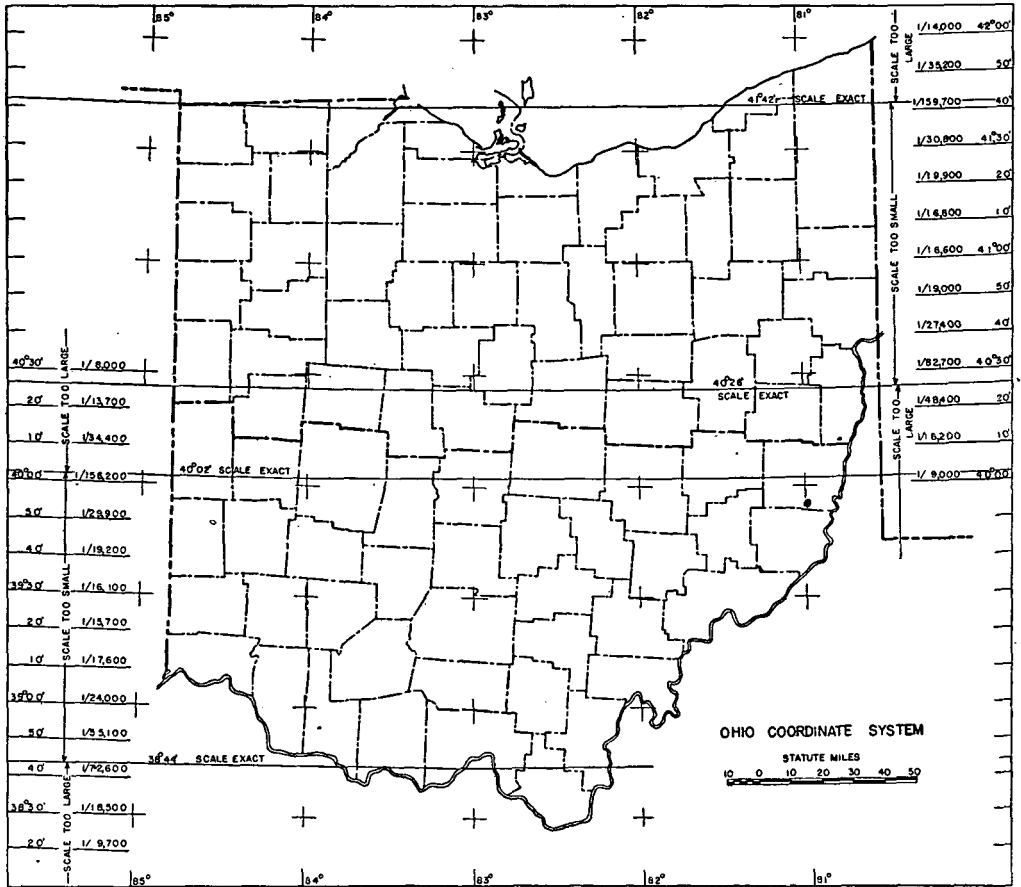 85° 84° 83° 82° 81°
1/14,000 42°00'
1/35,200 50'
41°42' SCALE EXACT
1/159,700 40'
1/30,800 41°30'
1/19,900 20'
1/16,800 10'
1/16,600 41°00'
1/19,000 50'
1/27,400 40'
1/82,700 40°30'
40°26'
SCALE EXACT
1/48,400 20'
1/16,200 10'
1/9,000 40°00'
SCALE TOO LARGE
SCALE TOO SMALL
SCALE TOO LARGE
40°30' 1/8,000
20' 1/13,700
10' 1/34,400
40°02' SCALE EXACT
40°00' 1/156,200
50' 1/29,900
40' 1/19,200
39°30' 1/16,100
20' 1/15,700
10' 1/17,600
39°00' 1/24,000
50' 1/55,100
38°44' SCALE EXACT
40' 1/72,600
38°30' 1/18,500
20' 1/9,700
SCALE TOO LARGE
SCALE TOO SMALL
SCALE TOO LARGE
OHIO COORDINATE SYSTEM
STATUTE MILES
10 0 10 20 30 40 50
85° 84° 83° 82° 81°